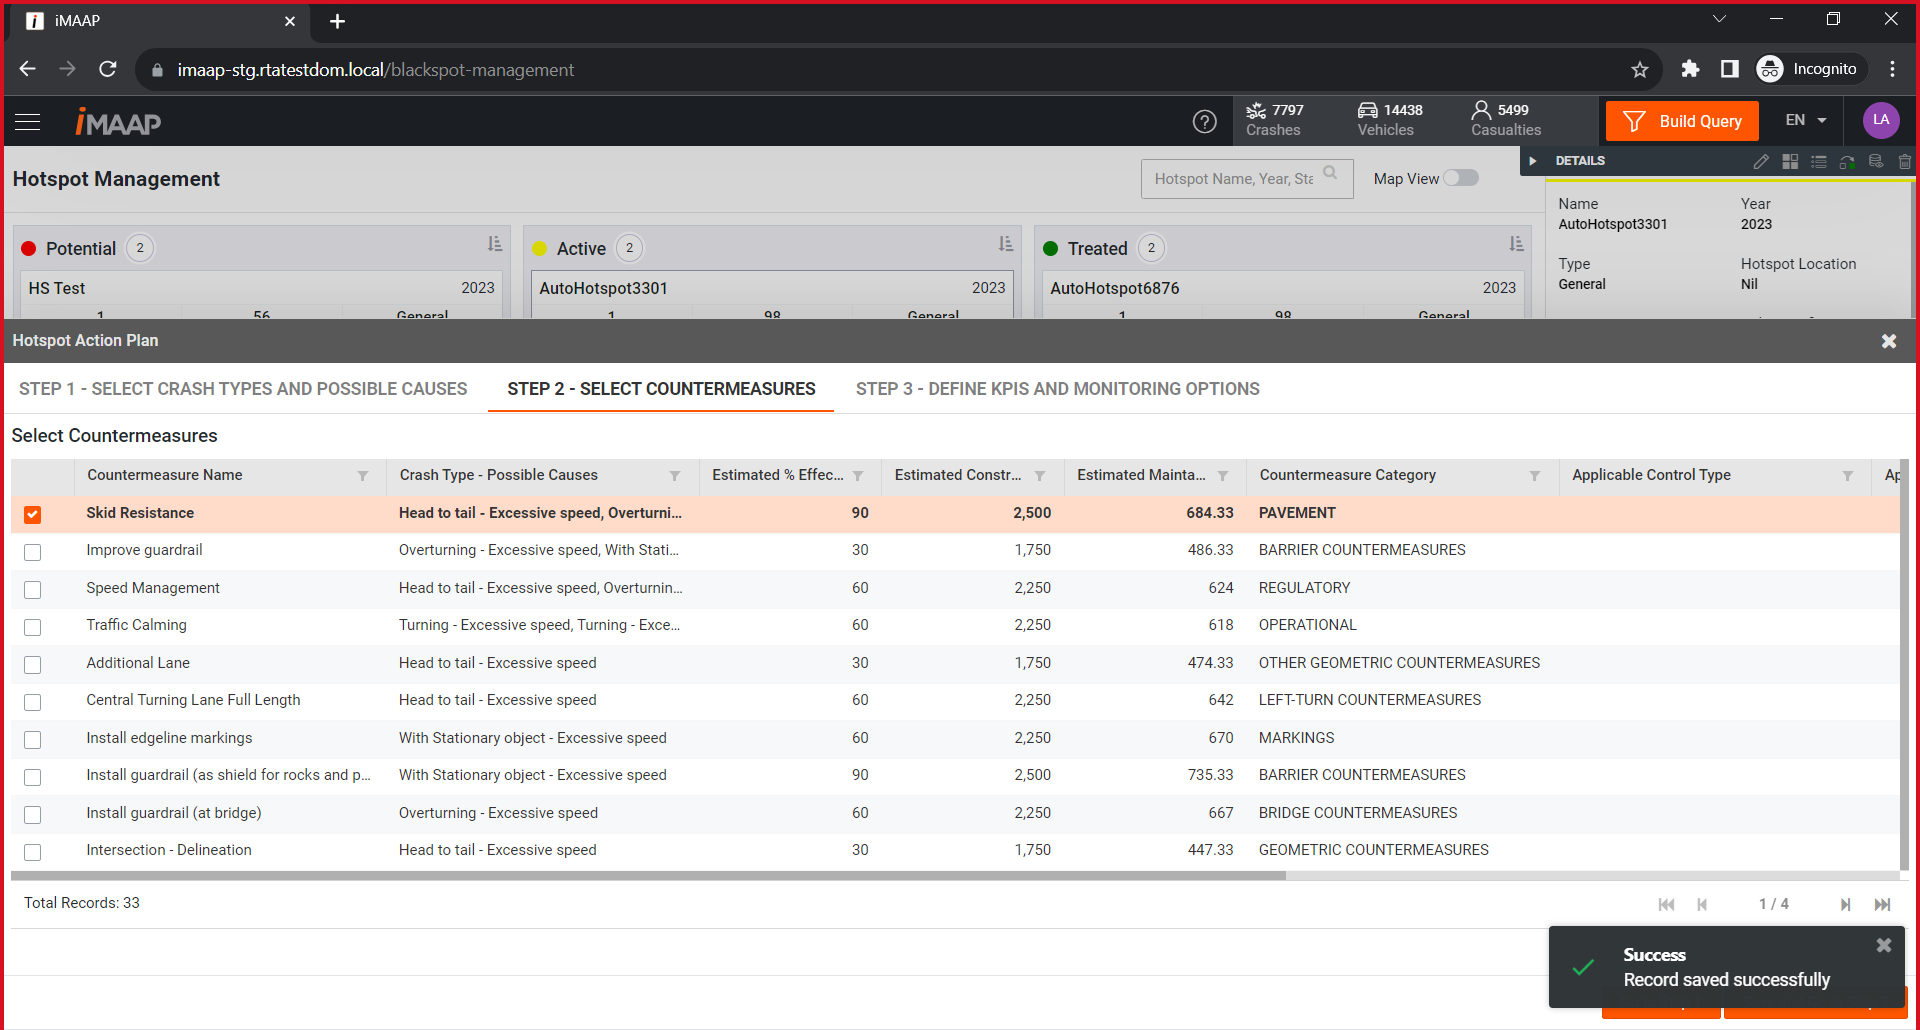 iMAAP
imaap-stg.rtatestdom.local/blackspot-management
Incognito
iMAAP
7797 Crashes
14438 Vehicles
5499 Casualties
Build Query
EN
LA
Hotspot Management
Hotspot Name, Year, Sta
Map View
DETAILS
Name Year
AutoHotspot3301 2023
Type Hotspot Location
General Nil
Potential 2
Active 2
Treated 2
HS Test 2023
AutoHotspot3301 2023
AutoHotspot6876 2023
1 56 General
1 98 General
1 98 General
Hotspot Action Plan
STEP 1 - SELECT CRASH TYPES AND POSSIBLE CAUSES STEP 2 - SELECT COUNTERMEASURES STEP 3 - DEFINE KPIS AND MONITORING OPTIONS
Select Countermeasures
Countermeasure Name Crash Type - Possible Causes Estimated % Effec... Estimated Constr... Estimated Mainta... Countermeasure Category Applicable Control Type Ap
Skid Resistance Head to tail - Excessive speed, Overturni... 90 2,500 684.33 PAVEMENT
Improve guardrail Overturning - Excessive speed, With Stati... 30 1,750 486.33 BARRIER COUNTERMEASURES
Speed Management Head to tail - Excessive speed, Overturnin... 60 2,250 624 REGULATORY
Traffic Calming Turning - Excessive speed, Turning - Exce... 60 2,250 618 OPERATIONAL
Additional Lane Head to tail - Excessive speed 30 1,750 474.33 OTHER GEOMETRIC COUNTERMEASURES
Central Turning Lane Full Length Head to tail - Excessive speed 60 2,250 642 LEFT-TURN COUNTERMEASURES
Install edgeline markings With Stationary object - Excessive speed 60 2,250 670 MARKINGS
Install guardrail (as shield for rocks and p... With Stationary object - Excessive speed 90 2,500 735.33 BARRIER COUNTERMEASURES
Install guardrail (at bridge) Overturning - Excessive speed 60 2,250 667 BRIDGE COUNTERMEASURES
Intersection - Delineation Head to tail - Excessive speed 30 1,750 447.33 GEOMETRIC COUNTERMEASURES
Total Records: 33
1 / 4
Success
Record saved successfully